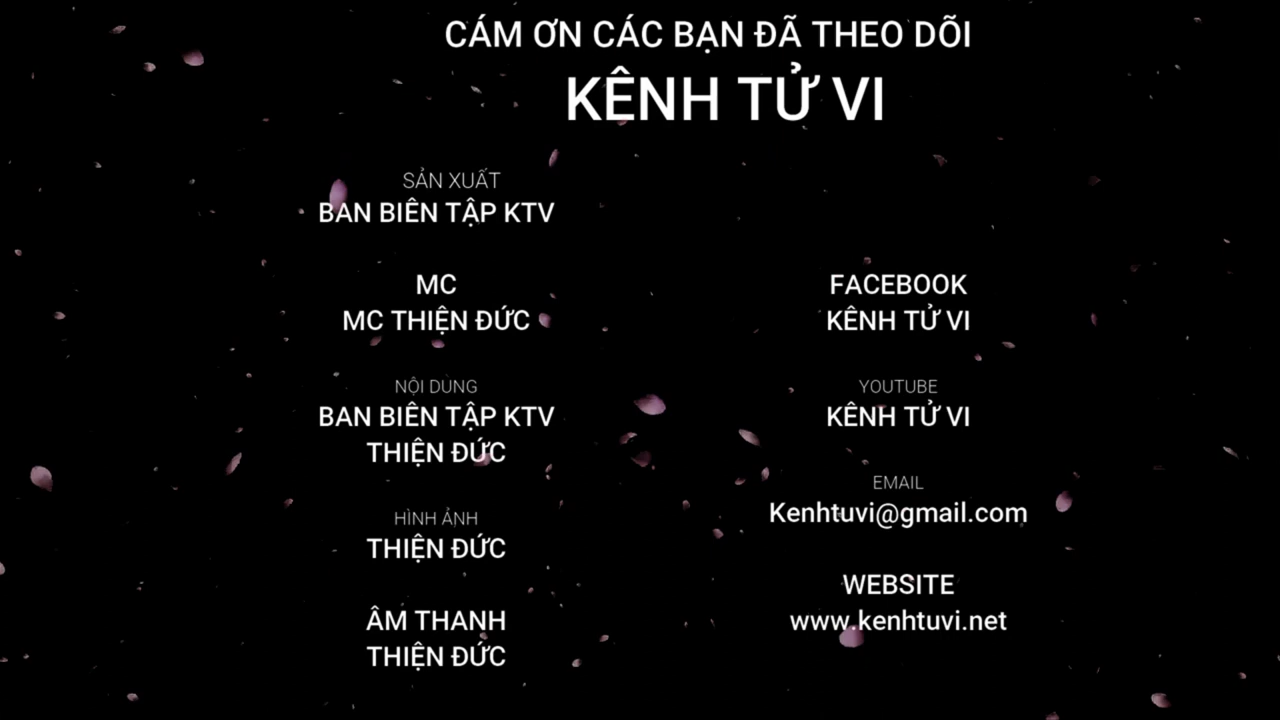 CÁM ƠN CÁC BẠN ĐÃ THEO DÕI
KÊNH TỬ VI
SẢN XUẤT
BAN BIÊN TẬP KTV
MC
MC THIỆN ĐỨC
NỘI DUNG
BAN BIÊN TẬP KTV
THIỆN ĐỨC
HÌNH ẢNH
THIỆN ĐỨC
ÂM THANH
THIỆN ĐỨC
FACEBOOK
KÊNH TỬ VI
YOUTUBE
KÊNH TỬ VI
EMAIL
Kenhtuvi@gmail.com
WEBSITE
www.kenhtuvi.net